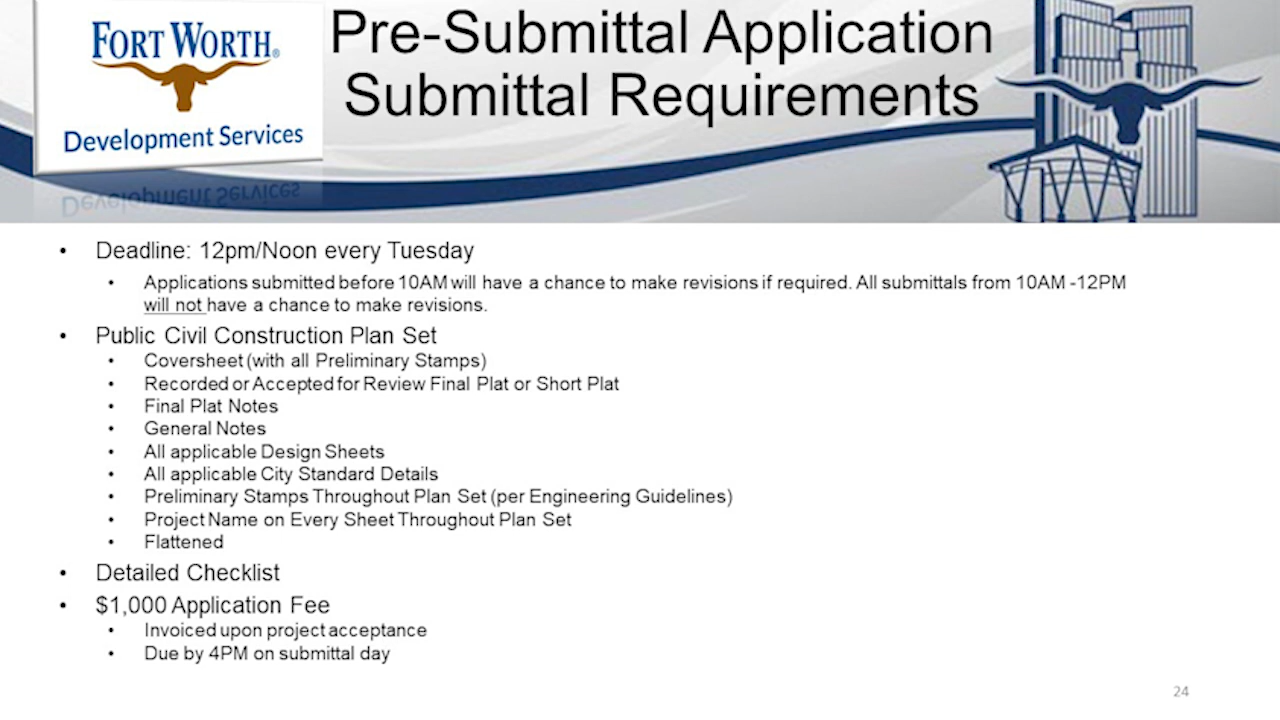 FORT WORTH®
Development Services
Pre-Submittal Application
Submittal Requirements
• Deadline: 12pm/Noon every Tuesday
• Applications submitted before 10AM will have a chance to make revisions if required. All submittals from 10AM -12PM
will not have a chance to make revisions.
• Public Civil Construction Plan Set
• Coversheet (with all Preliminary Stamps)
• Recorded or Accepted for Review Final Plat or Short Plat
• Final Plat Notes
• General Notes
• All applicable Design Sheets
• All applicable City Standard Details
• Preliminary Stamps Throughout Plan Set (per Engineering Guidelines)
• Project Name on Every Sheet Throughout Plan Set
• Flattened
• Detailed Checklist
• $1,000 Application Fee
• Invoiced upon project acceptance
• Due by 4PM on submittal day
24